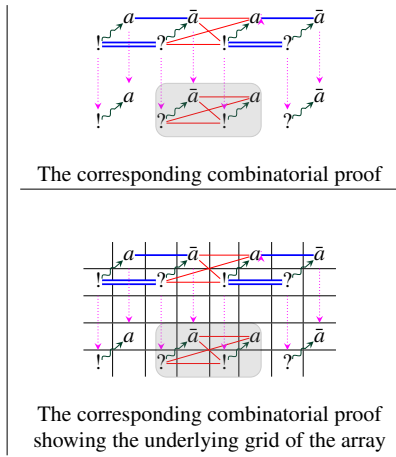 a ā a ā
! ? ! ?
a ā a ā
! ? ! ?
The corresponding combinatorial proof
a ā a ā
! ? ! ?
a ā a ā
! ? ! ?
The corresponding combinatorial proof
showing the underlying grid of the array